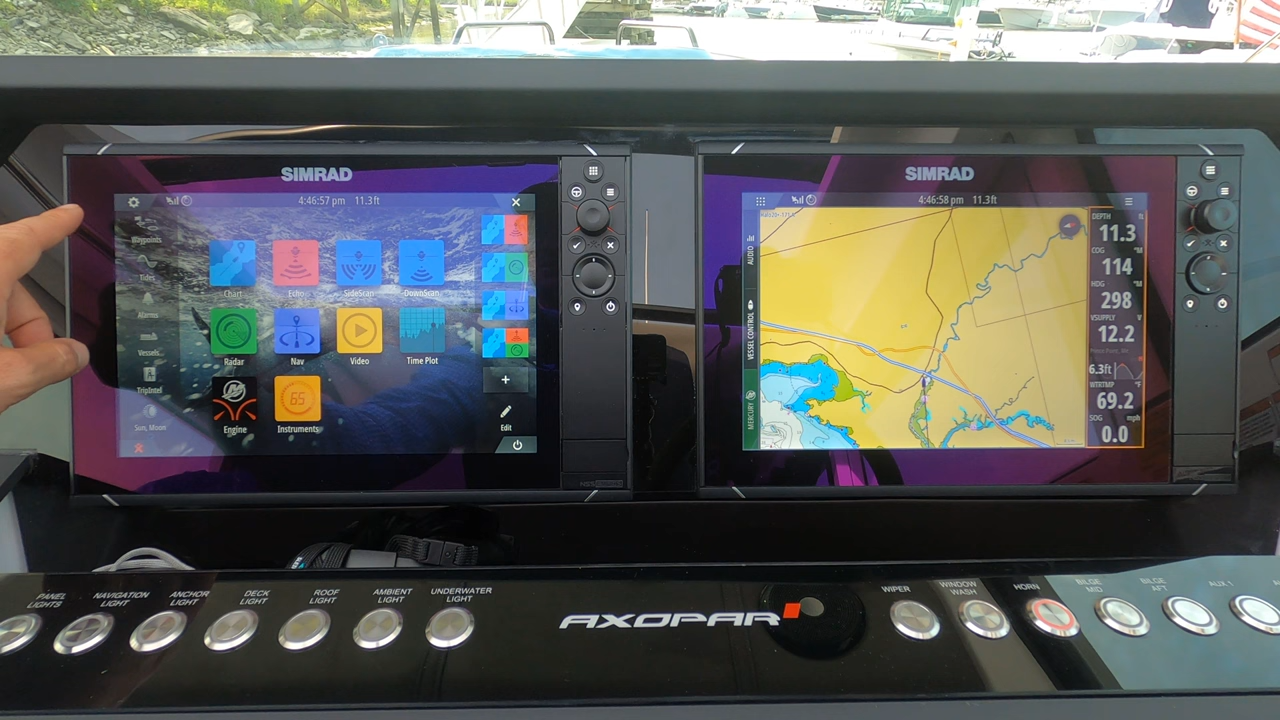 SIMRAD
4:46:57 pm 11.3ft
Waypoints
Tides
Alarms
Vessels
TripIntel
Sun, Moon
Chart
Echo
SideScan
DownScan
Radar
Nav
Video
Time Plot
Engine
65
Instruments
Edit
SIMRAD
4:46:58 pm 11.3ft
AUDIO
VESSEL CONTROL
MERCURY
DEPTH ft
11.3
COG °M
114
HDG °M
298
VSUPPLY V
12.2
6.3ft
WTRTMP °F
69.2
SOG mph
0.0
PANEL
LIGHTS
NAVIGATION
LIGHT
ANCHOR
LIGHT
DECK
LIGHT
ROOF
LIGHT
AMBIENT
LIGHT
UNDERWATER
LIGHT
AXOPAR
WIPER
WINDOW
WASH
HORN
BILGE
MID
BILGE
AFT
AUX 1